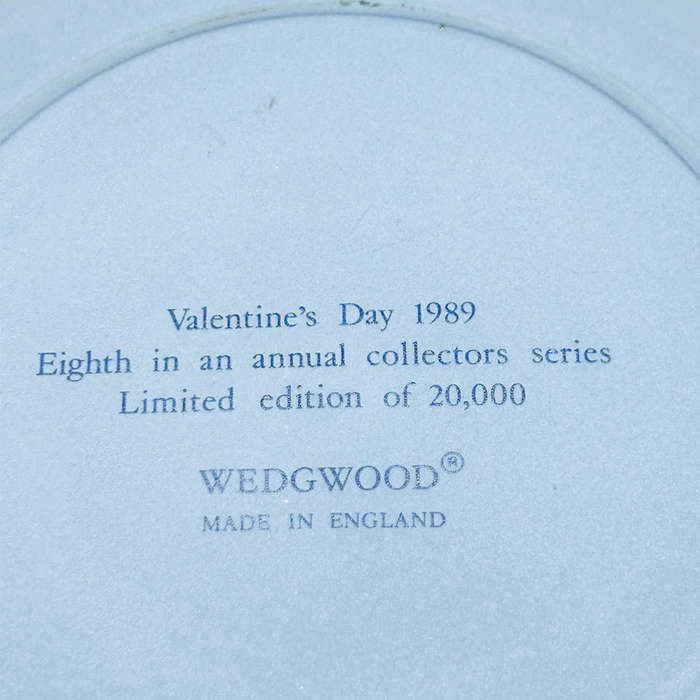 Valentine's Day 1989
Eighth in an annual collectors series
Limited edition of 20,000
WEDGWOOD®
MADE IN ENGLAND